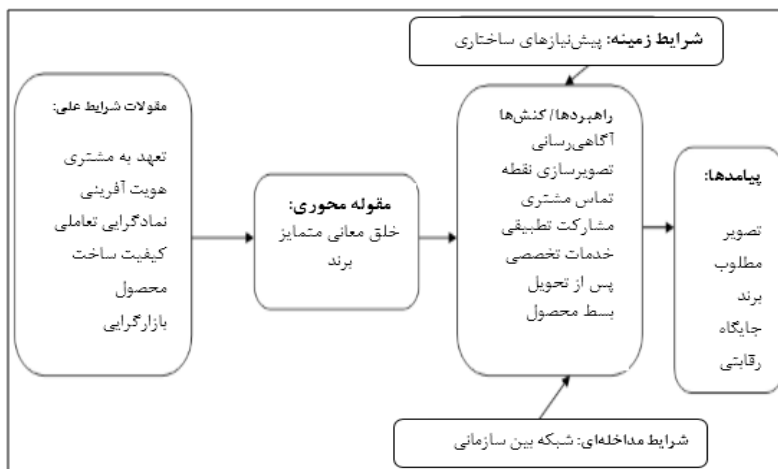 شرایط زمینه: پیش‌نیازهای ساختاری
مقولات شرایط علی:
تعهد به مشتری
هویت آفرینی
نمادگرایی تعاملی
کیفیت ساخت
محصول
بازارگرایی
مقوله محوری:
خلق معانی متمایز
برند
راهبردها/کنش‌ها
آگاهی‌رسانی
تصویرسازی نقطه
تماس مشتری
مشارکت تطبیقی
خدمات تخصصی
پس از تحویل
بسط محصول
پیامدها:
تصویر
مطلوب
برند
جایگاه
رقابتی
شرایط مداخله‌ای: شبکه بین سازمانی